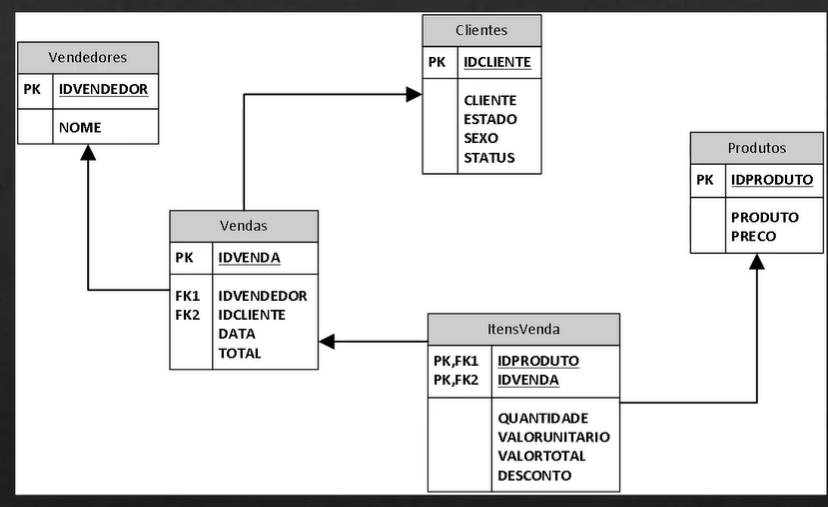 Vendedores
PK IDVENDEDOR
NOME
Clientes
PK IDCLIENTE
CLIENTE
ESTADO
SEXO
STATUS
Produtos
PK IDPRODUTO
PRODUTO
PRECO
Vendas
PK IDVENDA
FK1 IDVENDEDOR
FK2 IDCLIENTE
DATA
TOTAL
ItensVenda
PK,FK1 IDPRODUTO
PK,FK2 IDVENDA
QUANTIDADE
VALORUNITARIO
VALORTOTAL
DESCONTO